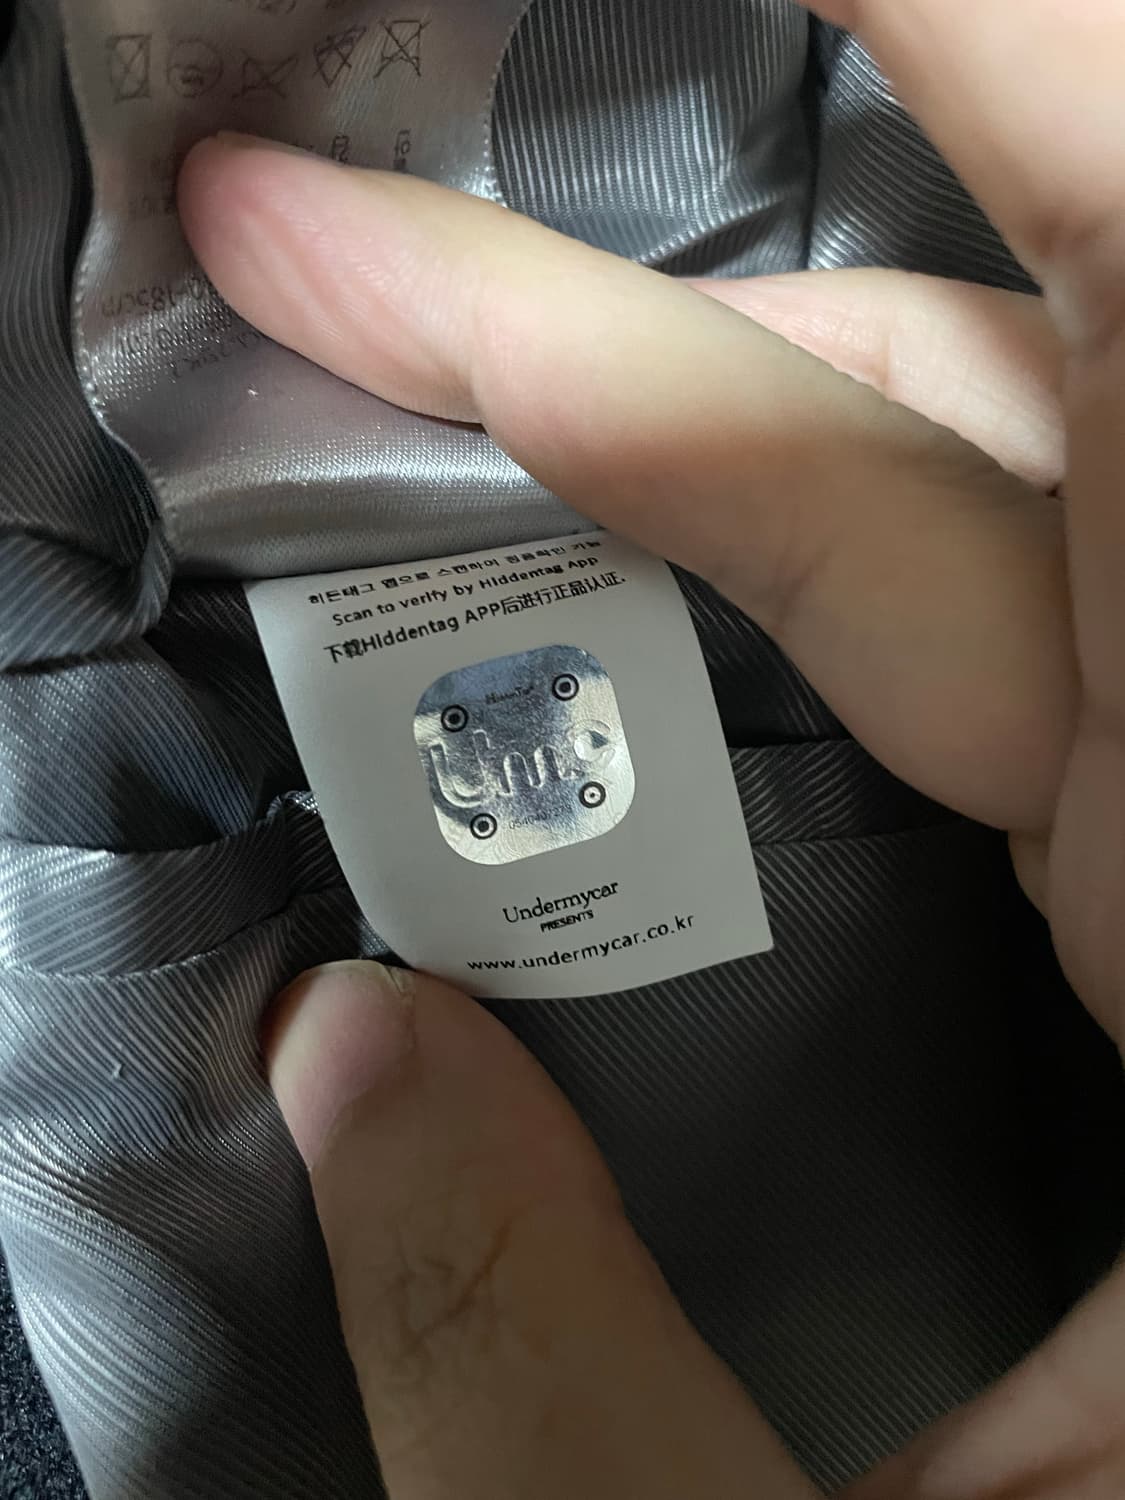 히든태그 앱으로 스캔하여 정품확인 가능
Scan to verify by Hiddentag App
下载Hiddentag APP后进行正品认证.
HiddenTag
Umc
Undermycar
PRESENTS
www.undermycar.co.kr